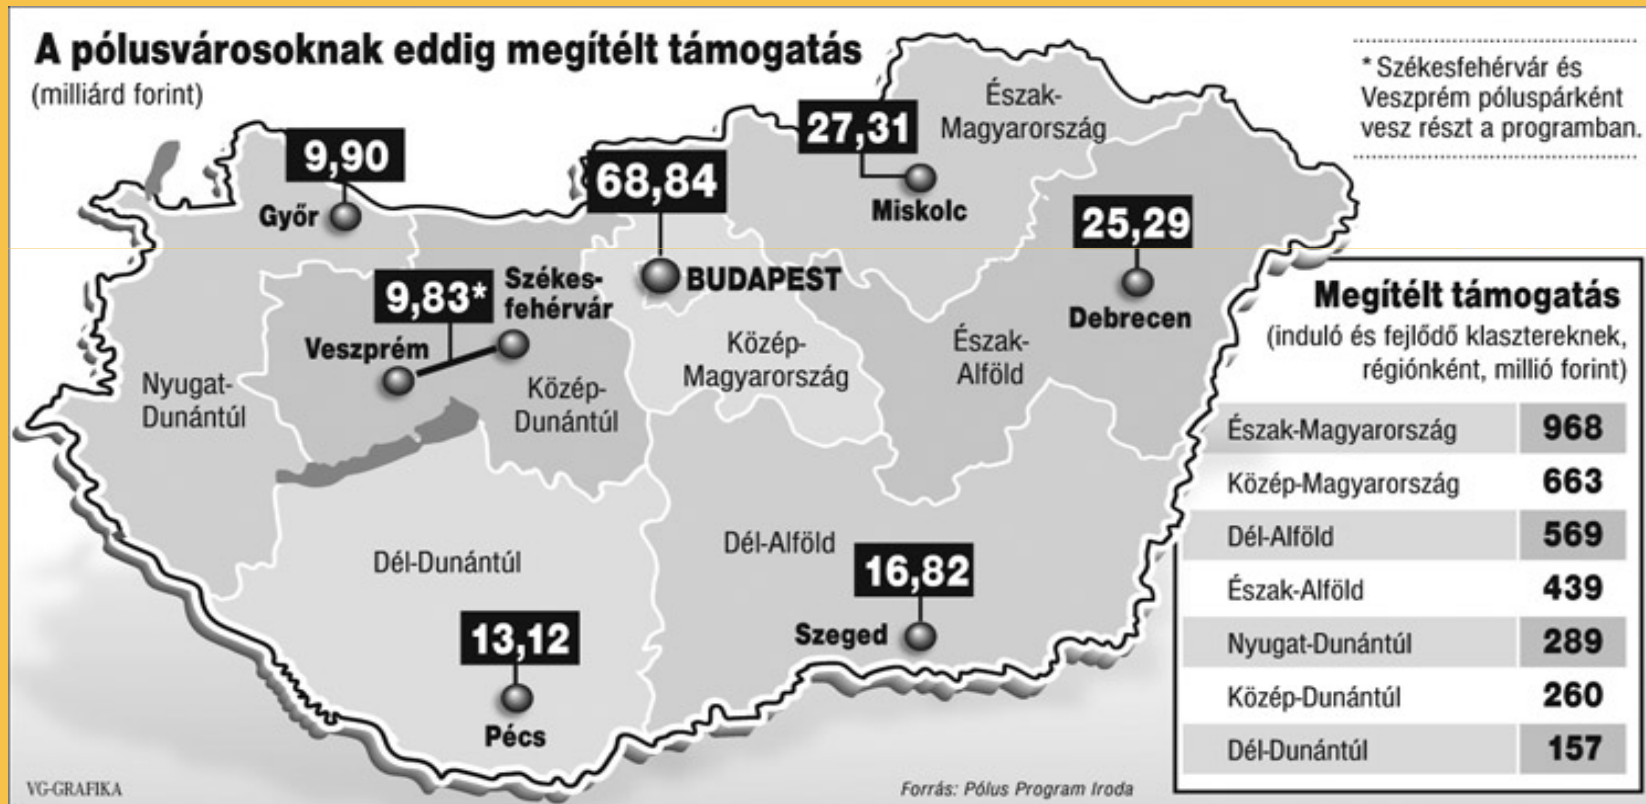 A pólusvárosoknak eddig megítélt támogatás
(milliárd forint)
* Székesfehérvár és
Veszprém póluspárként
vesz részt a programban.
9,90
Győr
68,84
BUDAPEST
27,31
Miskolc
Észak-
Magyarország
25,29
Debrecen
9,83*
Székes-
fehérvár
Veszprém
Nyugat-
Dunántúl
Közép-
Dunántúl
Közép-
Magyarország
Észak-
Alföld
Dél-Dunántúl
13,12
Pécs
Dél-Alföld
16,82
Szeged
Megítélt támogatás
(induló és fejlődő klasztereknek,
régiónként, millió forint)
Észak-Magyarország 968
Közép-Magyarország 663
Dél-Alföld 569
Észak-Alföld 439
Nyugat-Dunántúl 289
Közép-Dunántúl 260
Dél-Dunántúl 157
VG-GRAFIKA
Forrás: Pólus Program Iroda